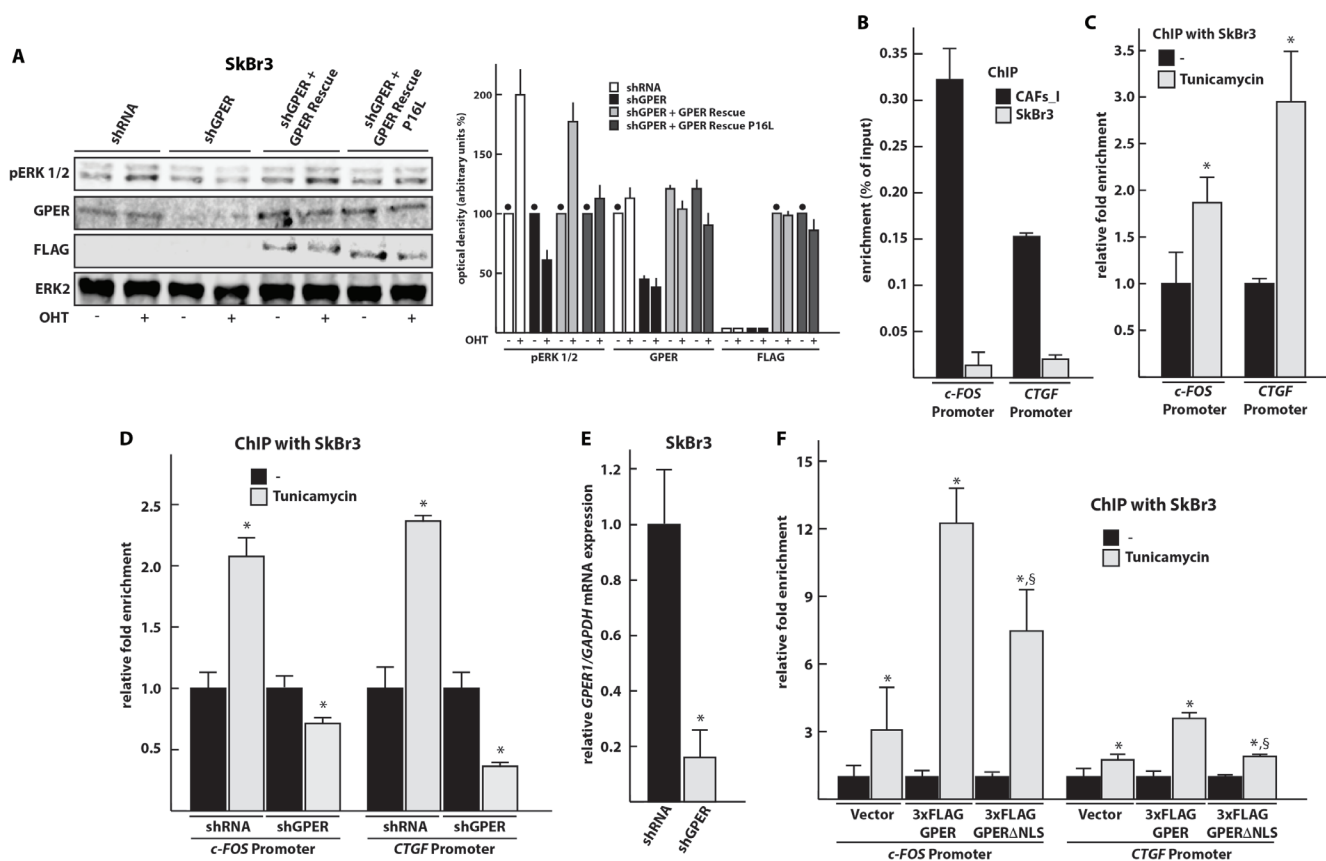 A
SkBr3
shRNA
shGPER
shGPER +
GPER Rescue
shGPER +
GPER Rescue
P16L
pERK 1/2
GPER
FLAG
ERK2
OHT - + - + - + - +
optical density (arbitrary units %)
200
150
100
50
shRNA
shGPER
shGPER + GPER Rescue
shGPER + GPER Rescue P16L
OHT - + - + - + - + - + - + - + - + - + - + - + - +
pERK 1/2 GPER FLAG
B
enrichment (% of input)
0.35
0.30
0.25
0.20
0.15
0.10
0.05
ChIP
CAFs_I
SkBr3
c-FOS
Promoter
CTGF
Promoter
C
ChIP with SkBr3
-
Tunicamycin
relative fold enrichment
3.5
3.0
2.5
2.0
1.5
1.0
0.5
*
*
c-FOS
Promoter
CTGF
Promoter
D
ChIP with SkBr3
-
Tunicamycin
relative fold enrichment
2.5
2.0
1.5
1.0
0.5
*
*
*
*
shRNA shGPER shRNA shGPER
c-FOS Promoter CTGF Promoter
E
SkBr3
relative GPER1/GAPDH mRNA expression
1.2
1.0
0.8
0.6
0.4
0.2
*
shRNA
shGPER
F
ChIP with SkBr3
-
Tunicamycin
relative fold enrichment
15
12
9
6
3
*
*
*,§
*
*
*,§
Vector 3xFLAG 3xFLAG Vector 3xFLAG 3xFLAG
GPER GPERΔNLS GPER GPERΔNLS
c-FOS Promoter CTGF Promoter